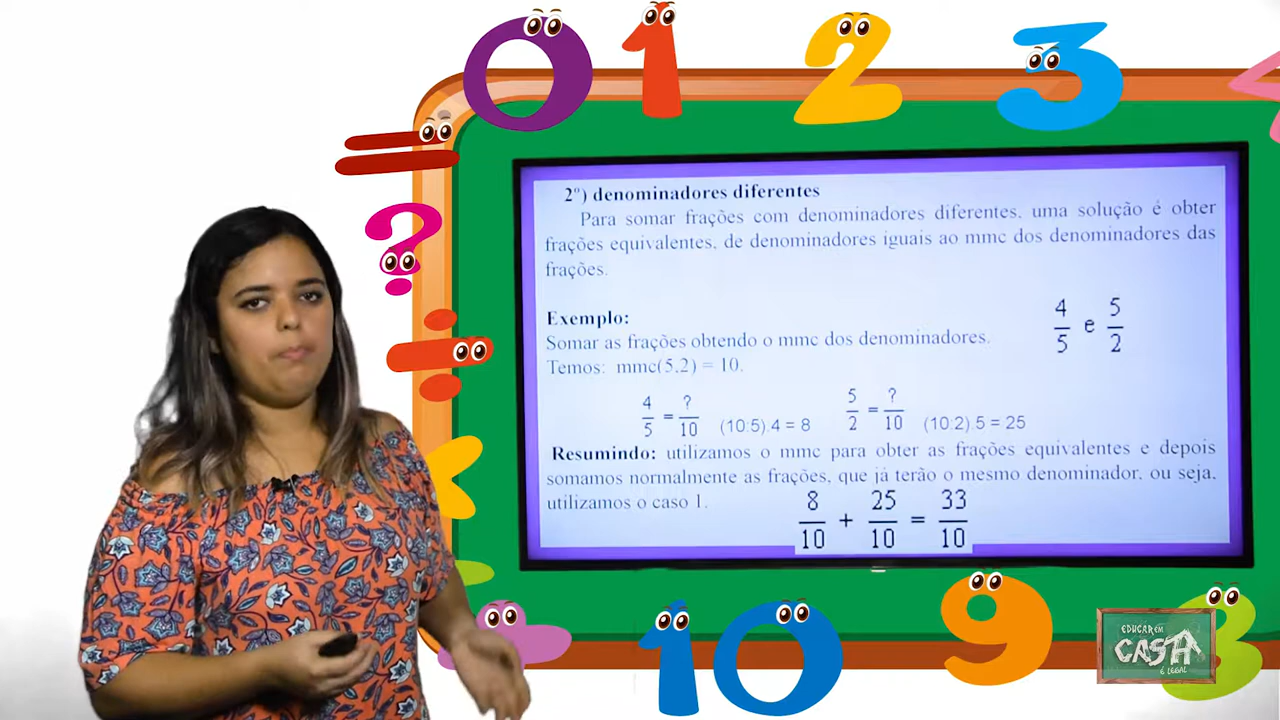 0 1 2 3
=
?
÷
2º) denominadores diferentes
Para somar frações com denominadores diferentes, uma solução é obter
frações equivalentes, de denominadores iguais ao mmc dos denominadores das
frações.
Exemplo:
4/5 e 5/2
Somar as frações obtendo o mmc dos denominadores.
Temos: mmc(5,2) = 10.
4/5 = ?/10 (10:5).4 = 8 5/2 = ?/10 (10:2).5 = 25
Resumindo: utilizamos o mmc para obter as frações equivalentes e depois
somamos normalmente as frações, que já terão o mesmo denominador, ou seja,
utilizamos o caso 1.
8/10 + 25/10 = 33/10
10 9 8
EDUCAR EM
CASA
É LEGAL